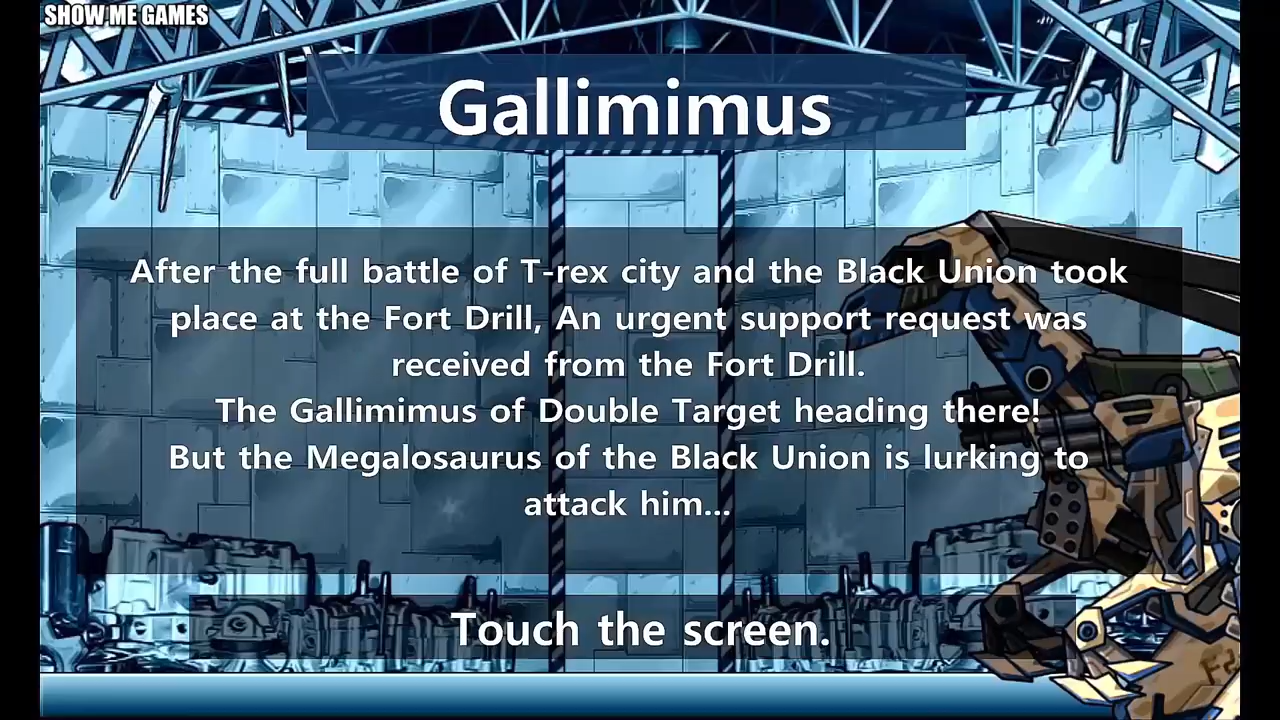 SHOW ME GAMES
Gallimimus
After the full battle of T-rex city and the Black Union took
place at the Fort Drill, An urgent support request was
received from the Fort Drill.
The Gallimimus of Double Target heading there!
But the Megalosaurus of the Black Union is lurking to
attack him...
Touch the screen.